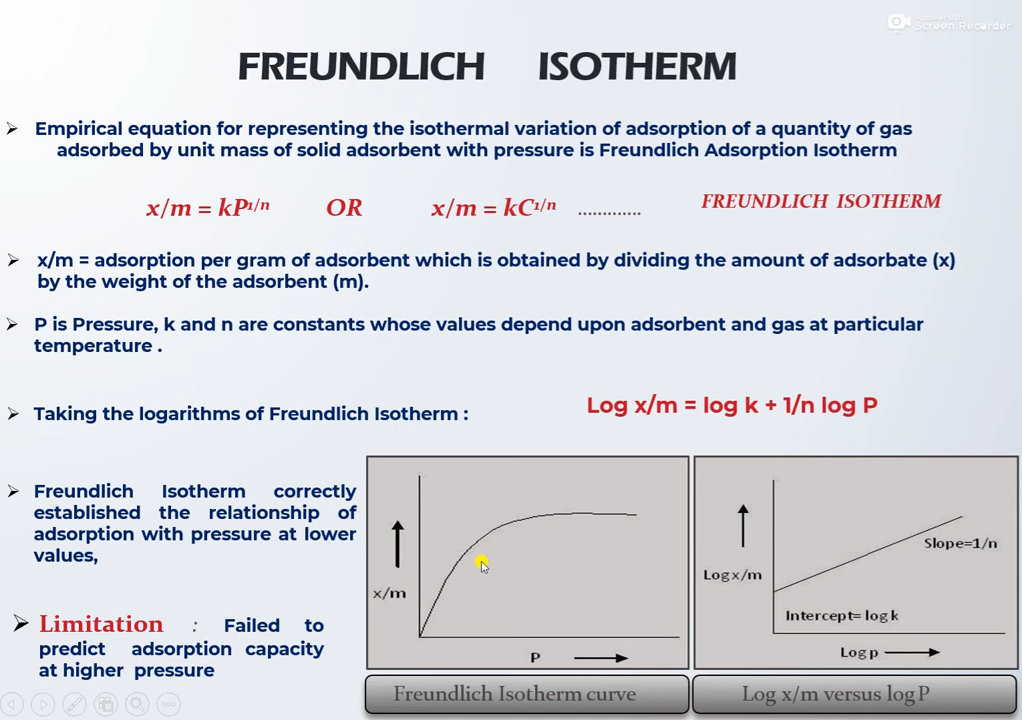 Apowersoft
Screen Recorder
FREUNDLICH ISOTHERM
➢ Empirical equation for representing the isothermal variation of adsorption of a quantity of gas
adsorbed by unit mass of solid adsorbent with pressure is Freundlich Adsorption Isotherm
x/m = kP¹/ⁿ OR x/m = kC¹/ⁿ ............. FREUNDLICH ISOTHERM
➢ x/m = adsorption per gram of adsorbent which is obtained by dividing the amount of adsorbate (x)
by the weight of the adsorbent (m).
➢ P is Pressure, k and n are constants whose values depend upon adsorbent and gas at particular
temperature .
➢ Taking the logarithms of Freundlich Isotherm : Log x/m = log k + 1/n log P
➢ Freundlich Isotherm correctly
established the relationship of
adsorption with pressure at lower
values,
➢ Limitation : Failed to
predict adsorption capacity
at higher pressure
x/m
P
Freundlich Isotherm curve
Slope=1/n
Log x/m
Intercept= log k
Log p
Log x/m versus log P